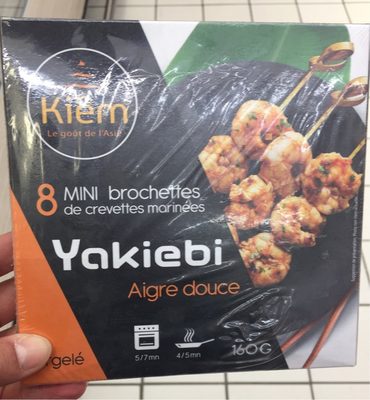 Kiem
Le goût de l'Asie
8 MINI brochettes
de crevettes marinées
Yakiebi
Aigre douce
5/7mn 4/5mn 160G
gelé